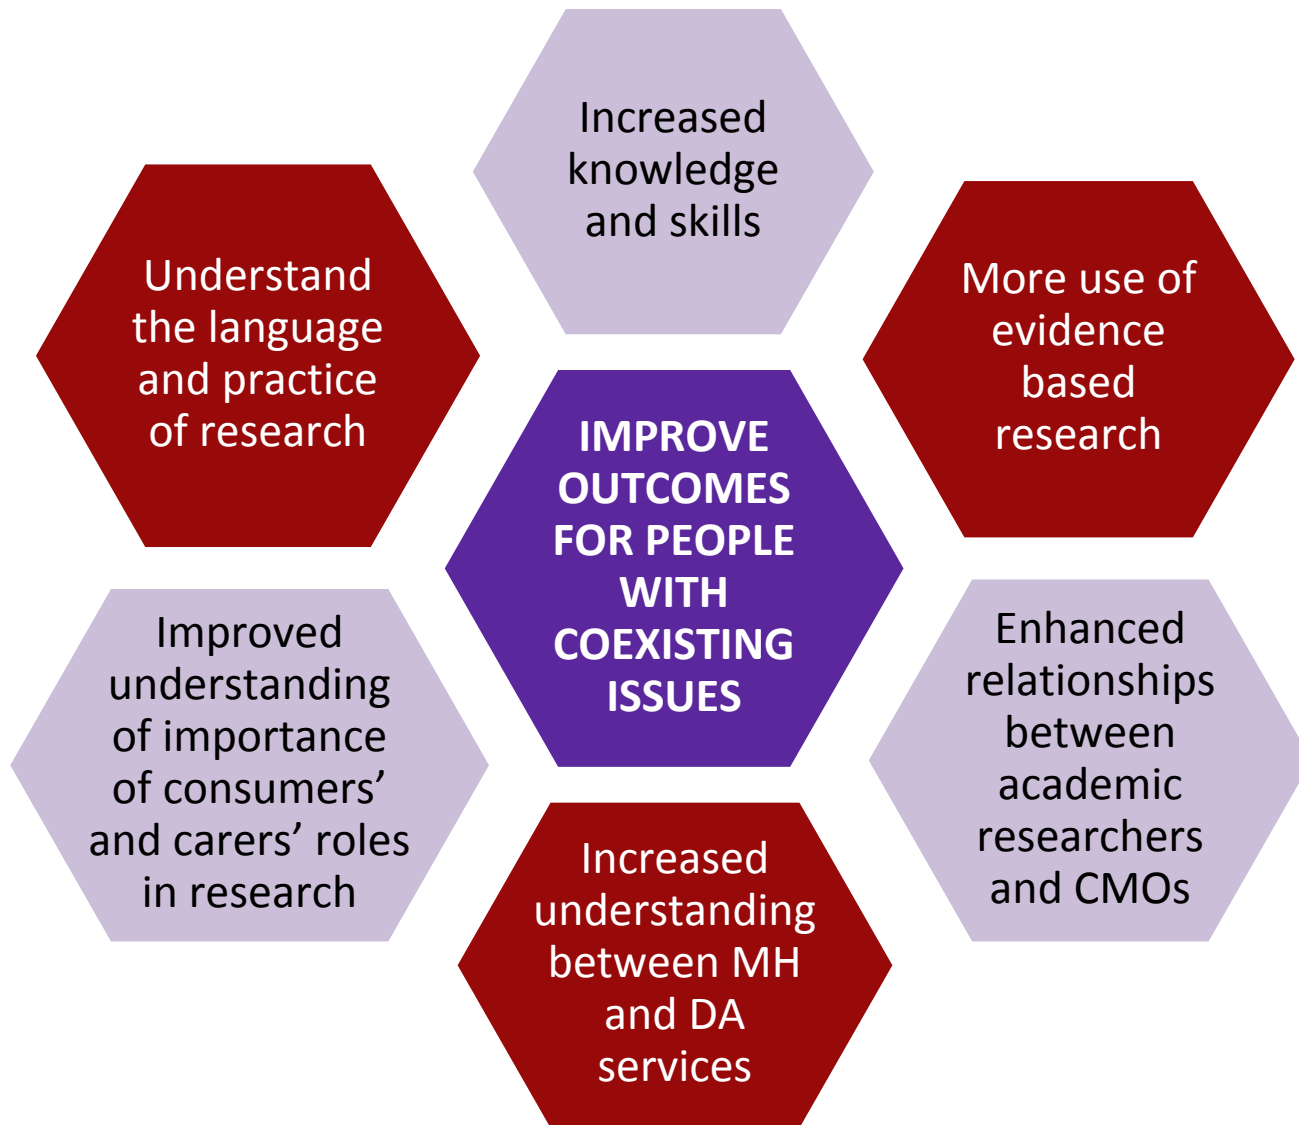 Increased
knowledge
and skills
Understand
the language
and practice
of research
More use of
evidence
based
research
IMPROVE
OUTCOMES
FOR PEOPLE
WITH
COEXISTING
ISSUES
Improved
understanding
of importance
of consumers’
and carers’ roles
in research
Enhanced
relationships
between
academic
researchers
and CMOs
Increased
understanding
between MH
and DA
services